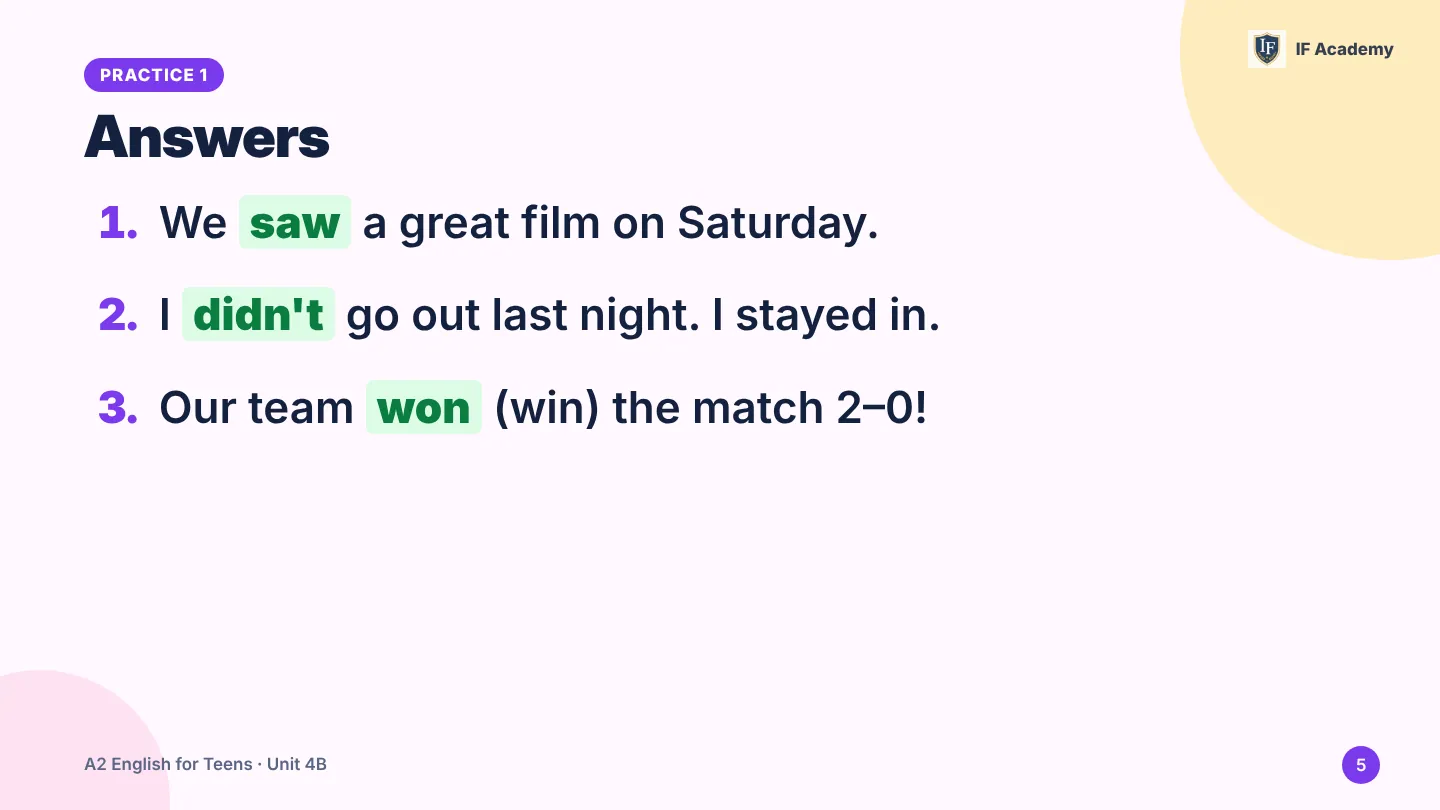 IF IF Academy
PRACTICE 1
Answers
1. We saw a great film on Saturday.
2. I didn't go out last night. I stayed in.
3. Our team won (win) the match 2–0!
A2 English for Teens · Unit 4B
5